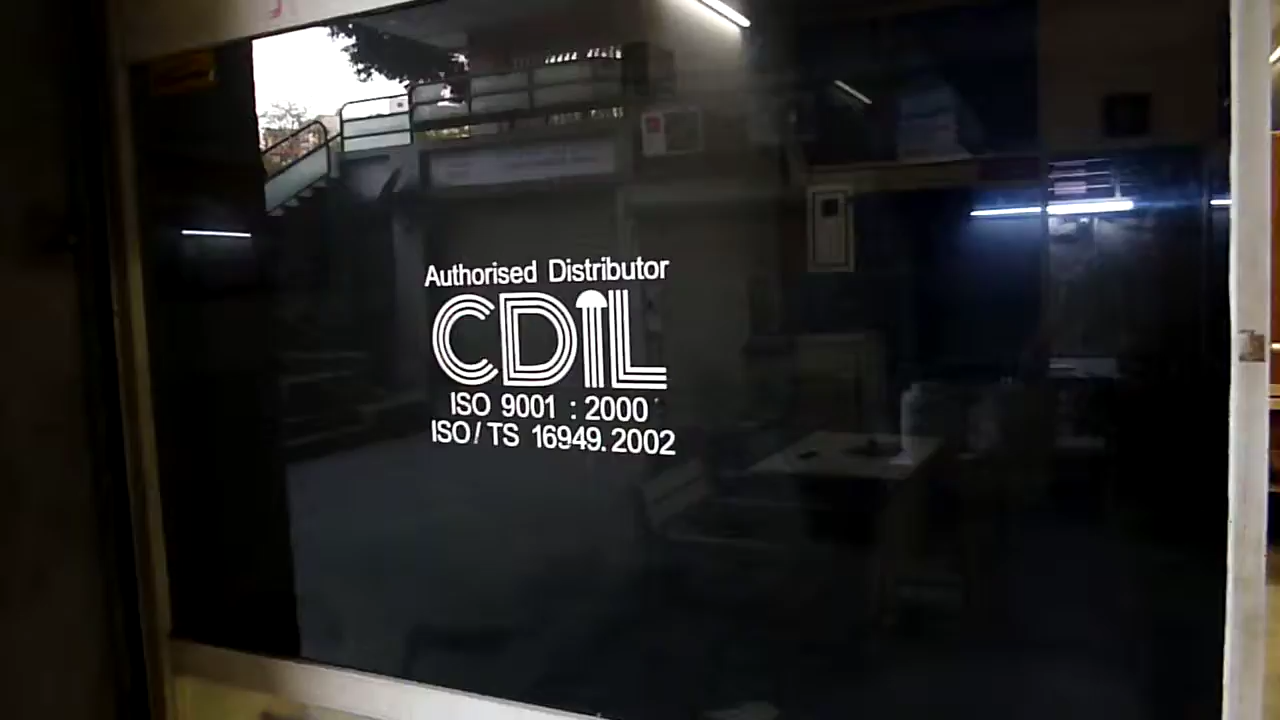 Authorised Distributor
CDIL
ISO 9001 : 2000
ISO/TS 16949.2002